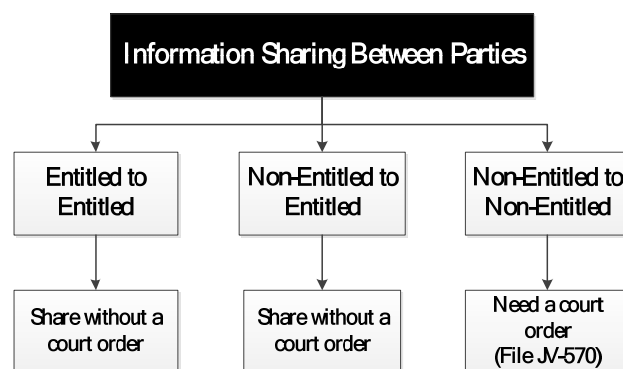 Information Sharing Between Parties
Entitled to
Entitled
Non-Entitled to
Entitled
Non-Entitled to
Non-Entitled
Share without a
court order
Share without a
court order
Need a court
order
(File JV-570)